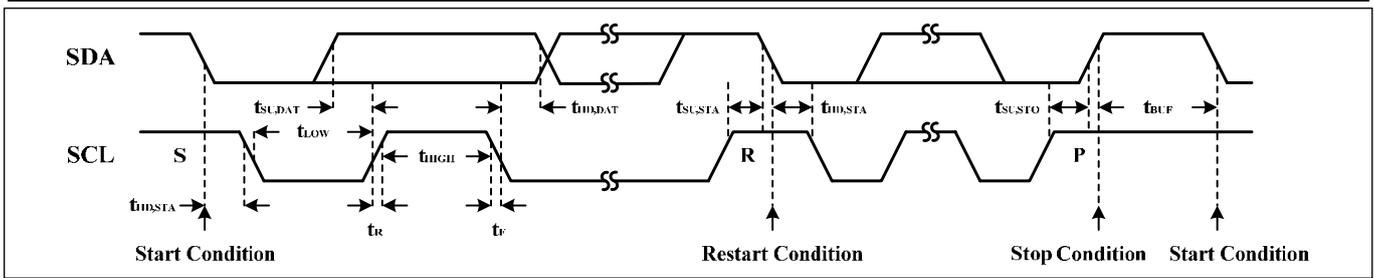 SDA
tSU,DAT
tHD,DAT
tSU,STA
tHD,STA
tSU,STO
tBUF
tLOW
SCL
S
tHIGH
R
P
tHD,STA
tR
tF
Start Condition
Restart Condition
Stop Condition
Start Condition